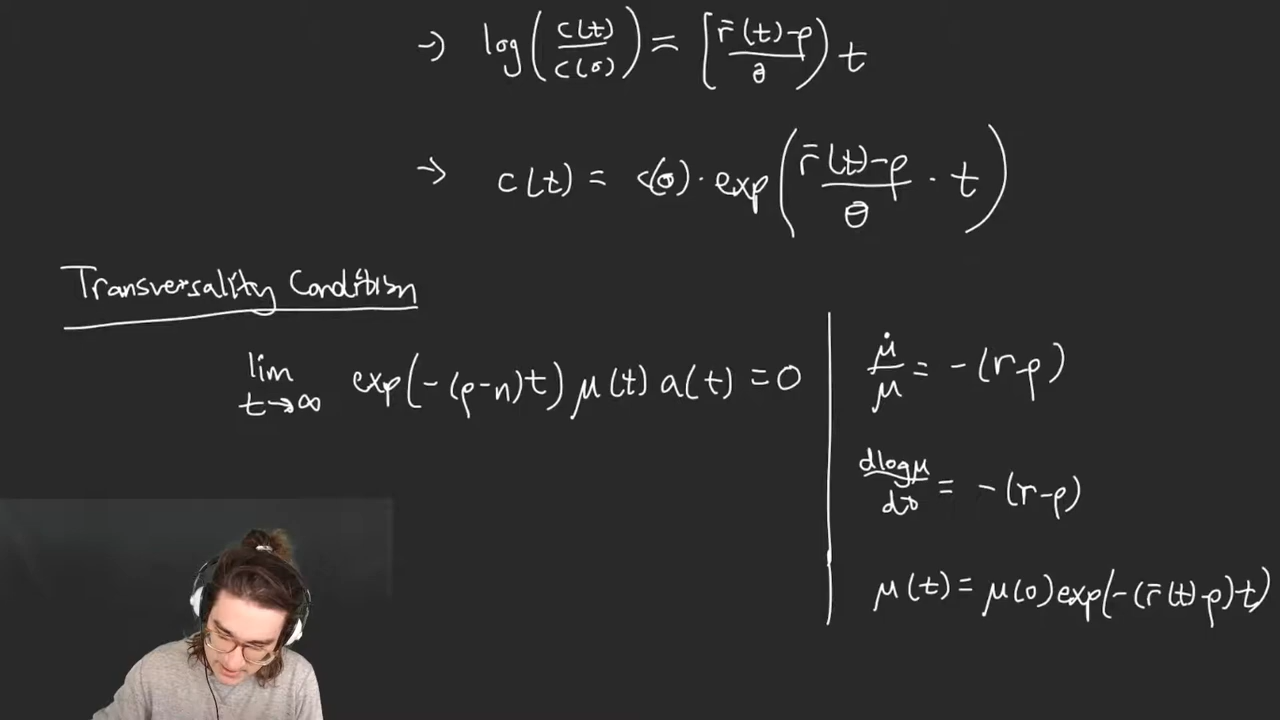 → log(c(t)/c(0)) = [r̄(t)-ρ/θ) t
→ c(t) = c(0) · exp(r̄(t)-ρ/θ · t)
Transversality Condition
lim t→∞ exp(-(ρ-n)t) μ(t) a(t) = 0
μ̇/μ = -(r-ρ)
dlogμ/dt = -(r-ρ)
μ(t) = μ(0) exp(-(r̄(t)-ρ)t)